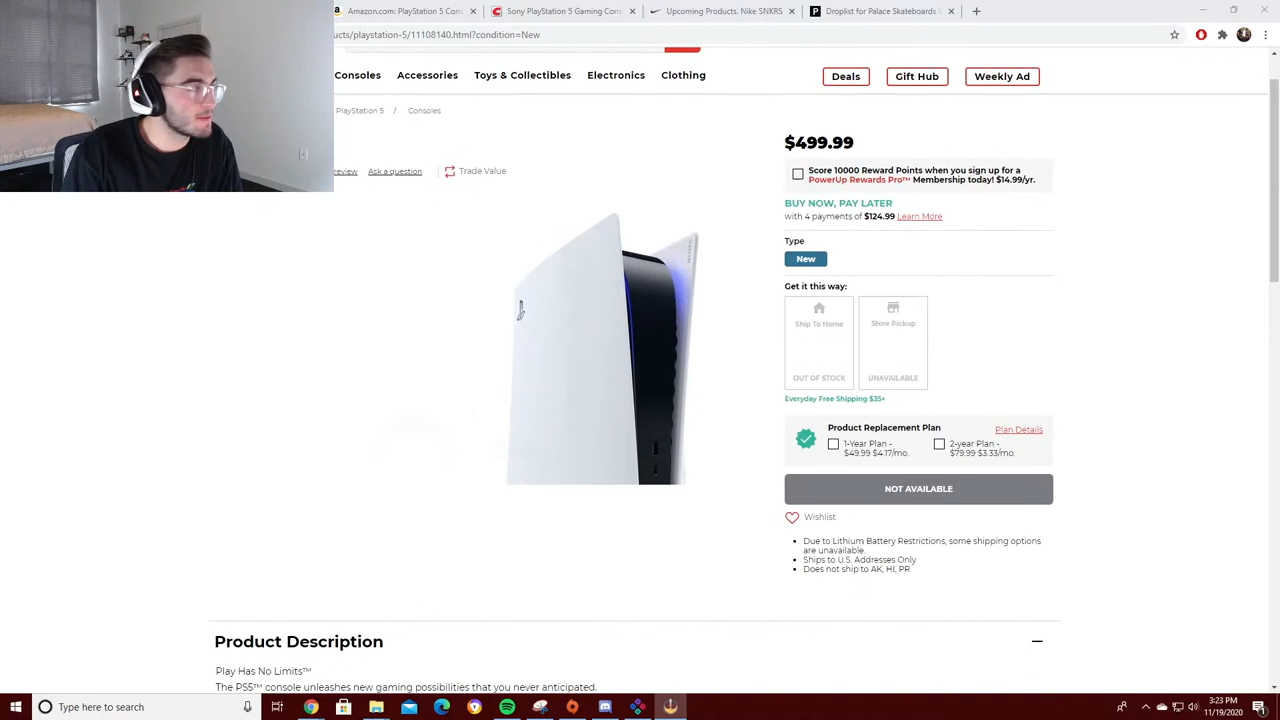 Amazon.com: PlayStation 5 Con
Sony PlayStation 5 Gaming Cons
Upcoming Products. Nike SNKRS
Droplist for Palace Skateboards
ucts/playstation-5/11108140.html?condition=New
Consoles Accessories Toys & Collectibles Electronics Clothing
Deals Gift Hub Weekly Ad
PlayStation 5 / Consoles
$499.99
review Ask a question Trade Value
Score 10000 Reward Points when you sign up for a
PowerUp Rewards Pro™ Membership today! $14.99/yr.
BUY NOW, PAY LATER
with 4 payments of $124.99 Learn More
Type
New
Get it this way:
Ship To Home
OUT OF STOCK
Store Pickup
UNAVAILABLE
Everyday Free Shipping $35+
Product Replacement Plan Plan Details
1-Year Plan -
$49.99 $4.17/mo.
2-year Plan -
$79.99 $3.33/mo.
NOT AVAILABLE
Wishlist
Due to Lithium Battery Restrictions, some shipping options
are unavailable.
Ships to U.S. Addresses Only
Does not ship to AK, HI, PR
Product Description
Play Has No Limits™
The PS5™ console unleashes new gaming possibilities that you never anticipated.
Type here to search
3:23 PM
11/19/2020